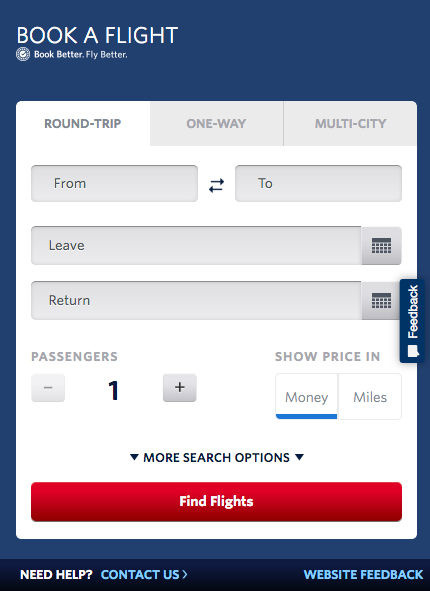 BOOK A FLIGHT
Book Better. Fly Better.
ROUND-TRIP ONE-WAY MULTI-CITY
From To
Leave
Return
Feedback
PASSENGERS SHOW PRICE IN
− 1 + Money Miles
MORE SEARCH OPTIONS
Find Flights
NEED HELP? CONTACT US > WEBSITE FEEDBACK